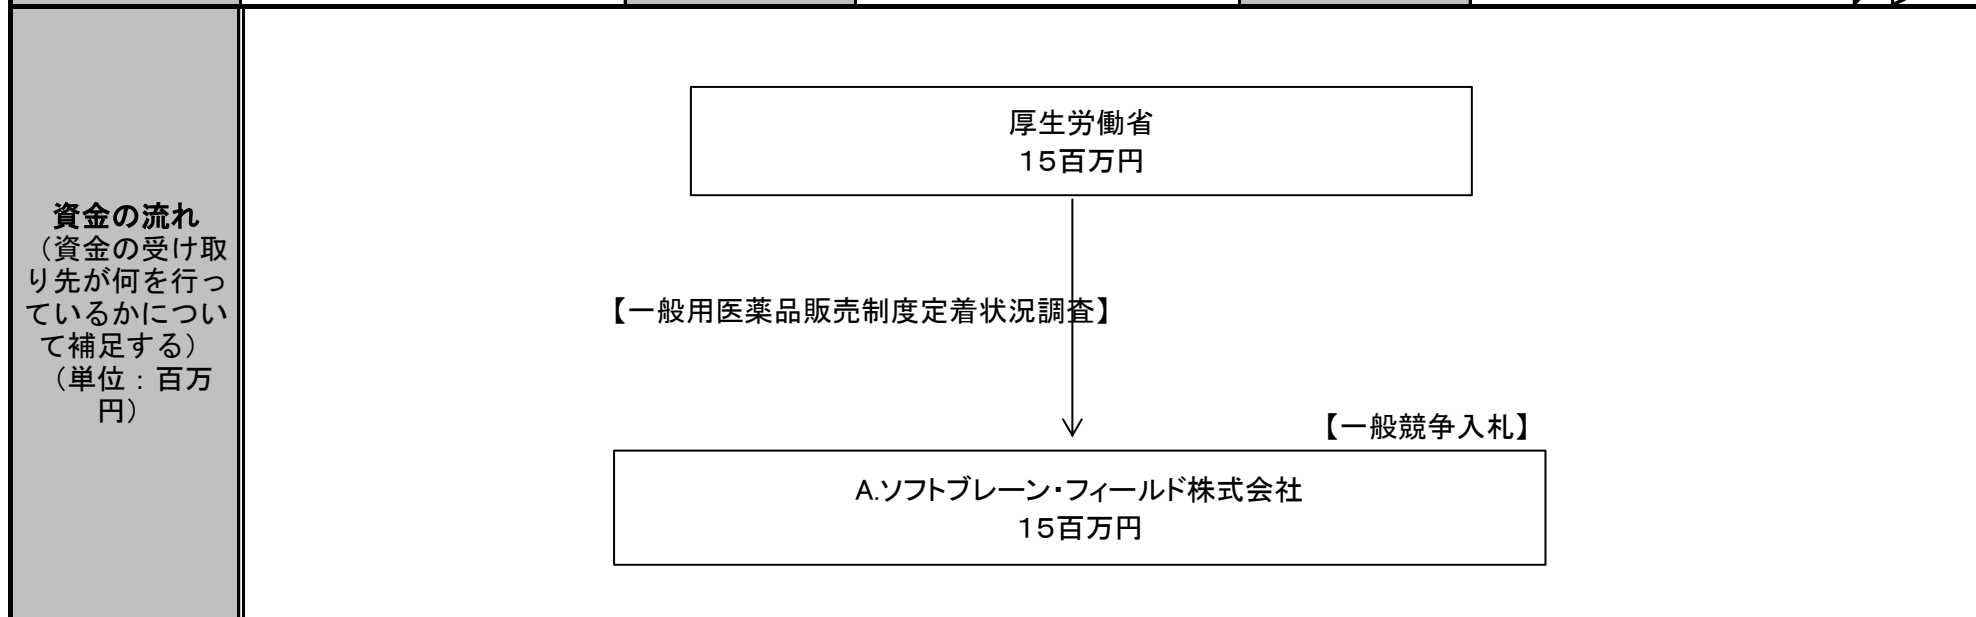 資金の流れ
（資金の受け取
り先が何を行っ
ているかについ
て補足する）
（単位：百万
円）
厚生労働省
15百万円
【一般用医薬品販売制度定着状況調査】
【一般競争入札】
A.ソフトブレーン・フィールド株式会社
15百万円